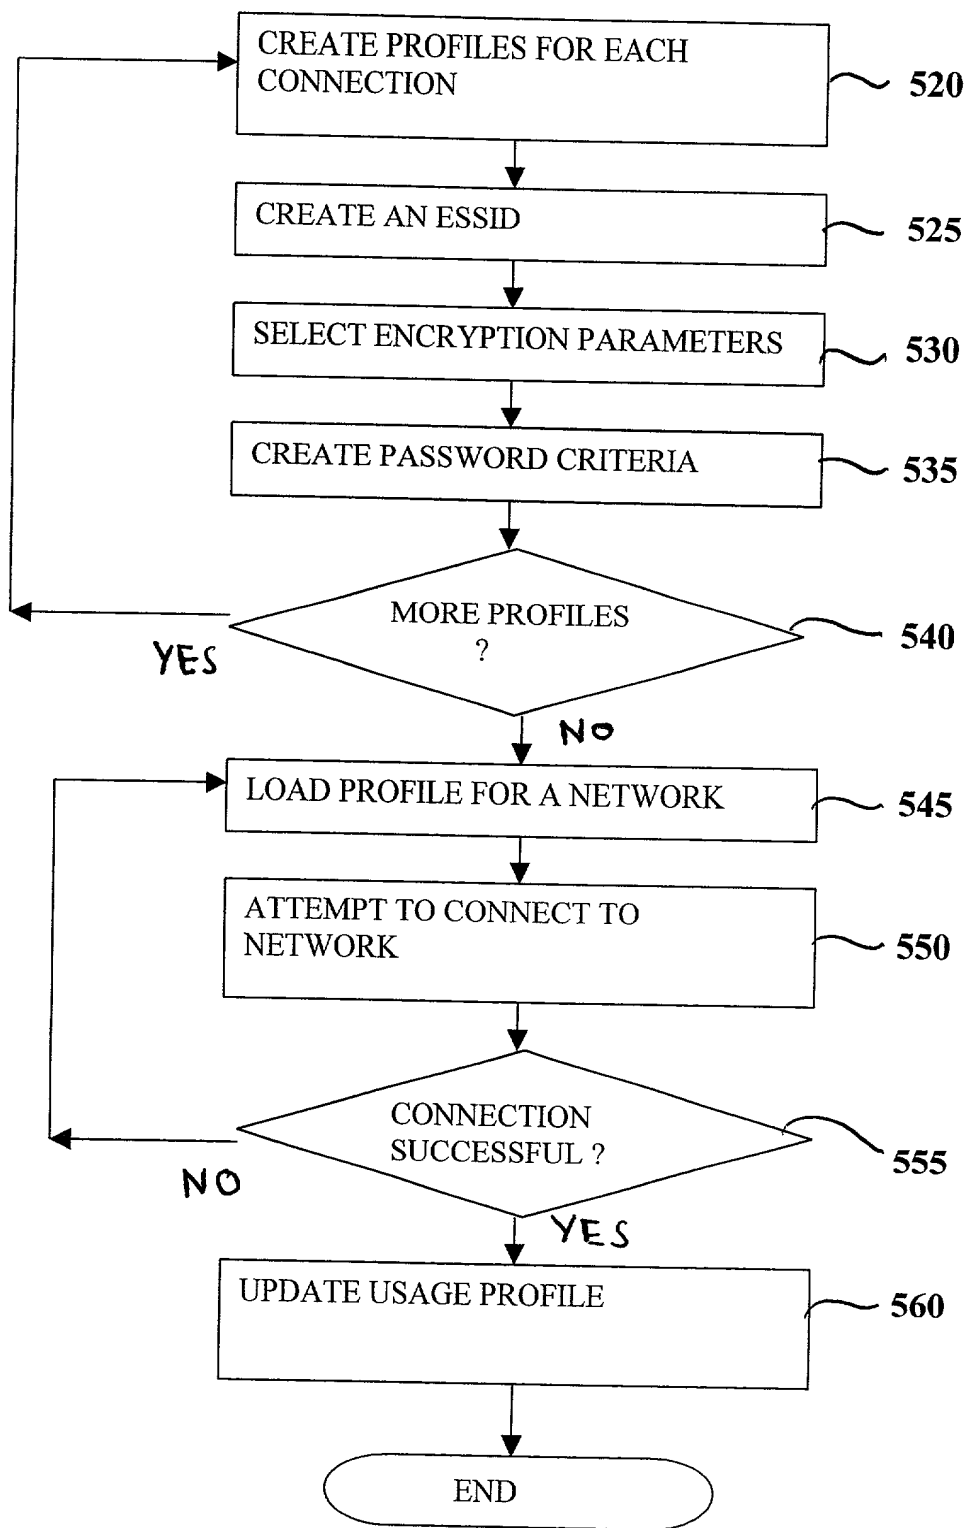 CREATE PROFILES FOR EACH
CONNECTION
520
CREATE AN ESSID
525
SELECT ENCRYPTION PARAMETERS
530
CREATE PASSWORD CRITERIA
535
MORE PROFILES
?
540
YES
NO
LOAD PROFILE FOR A NETWORK
545
ATTEMPT TO CONNECT TO
NETWORK
550
CONNECTION
SUCCESSFUL ?
555
NO
YES
UPDATE USAGE PROFILE
560
END